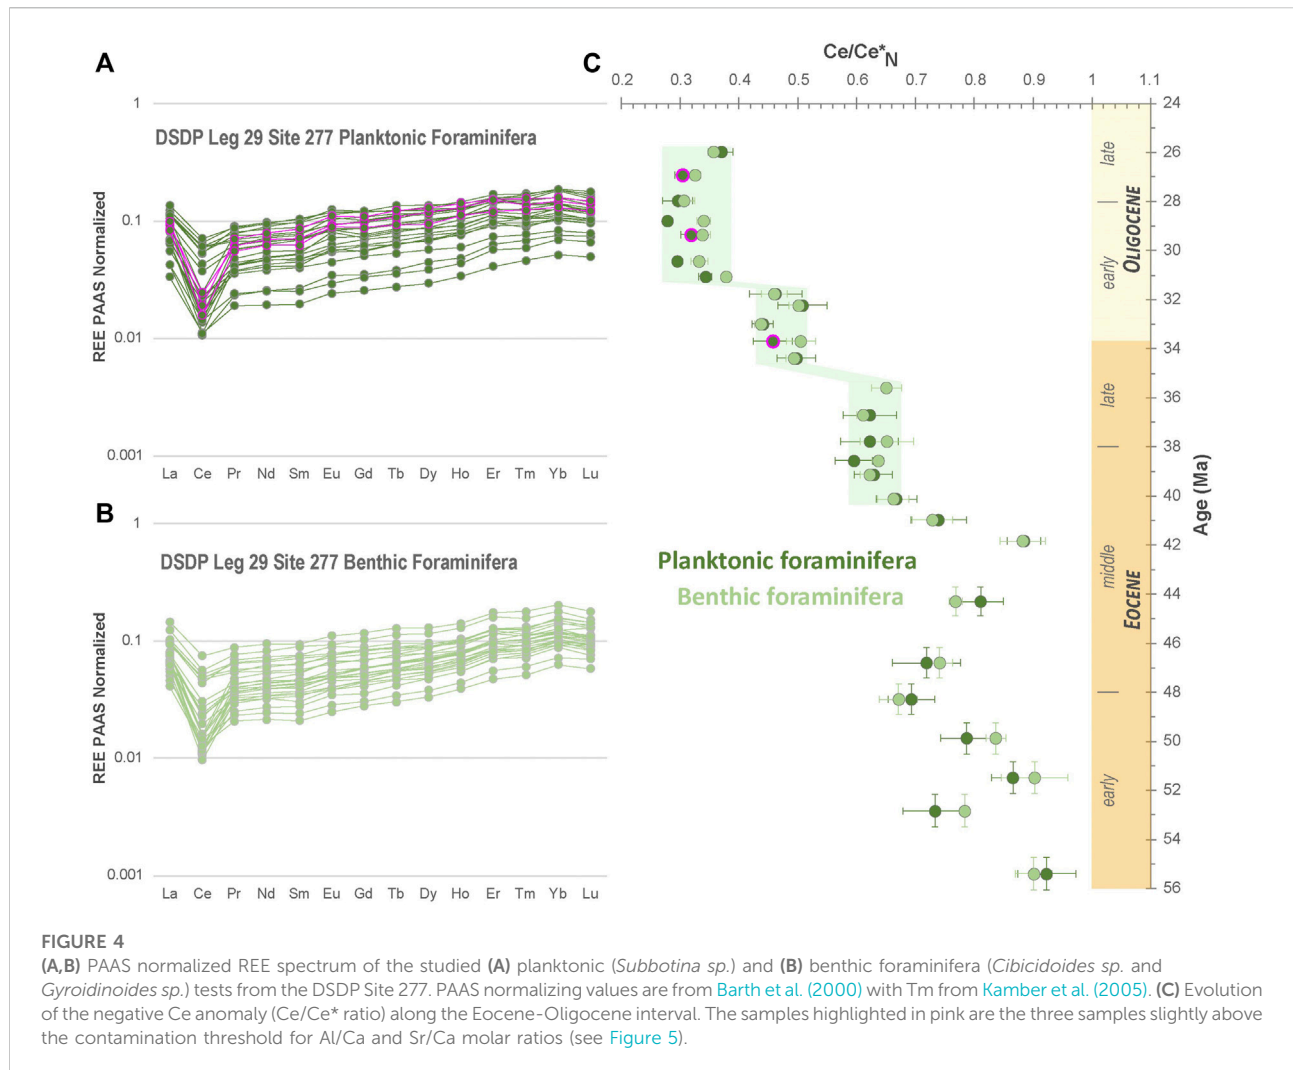 A
DSDP Leg 29 Site 277 Planktonic Foraminifera
REE PAAS Normalized
1
0.1
0.01
0.001
La Ce Pr Nd Sm Eu Gd Tb Dy Ho Er Tm Yb Lu
B
DSDP Leg 29 Site 277 Benthic Foraminifera
REE PAAS Normalized
1
0.1
0.01
0.001
La Ce Pr Nd Sm Eu Gd Tb Dy Ho Er Tm Yb Lu
C
Ce/Ce*N
0.2 0.3 0.4 0.5 0.6 0.7 0.8 0.9 1 1.1
Planktonic foraminifera
Benthic foraminifera
late
early
OLIGOCENE
late
middle
early
EOCENE
24
26
28
30
32
34
36
38
40
42
44
46
48
50
52
54
56
Age (Ma)
FIGURE 4
(A,B) PAAS normalized REE spectrum of the studied (A) planktonic (Subbotina sp.) and (B) benthic foraminifera (Cibicidoides sp. and
Gyroidinoides sp.) tests from the DSDP Site 277. PAAS normalizing values are from Barth et al. (2000) with Tm from Kamber et al. (2005). (C) Evolution
of the negative Ce anomaly (Ce/Ce* ratio) along the Eocene-Oligocene interval. The samples highlighted in pink are the three samples slightly above
the contamination threshold for Al/Ca and Sr/Ca molar ratios (see Figure 5).